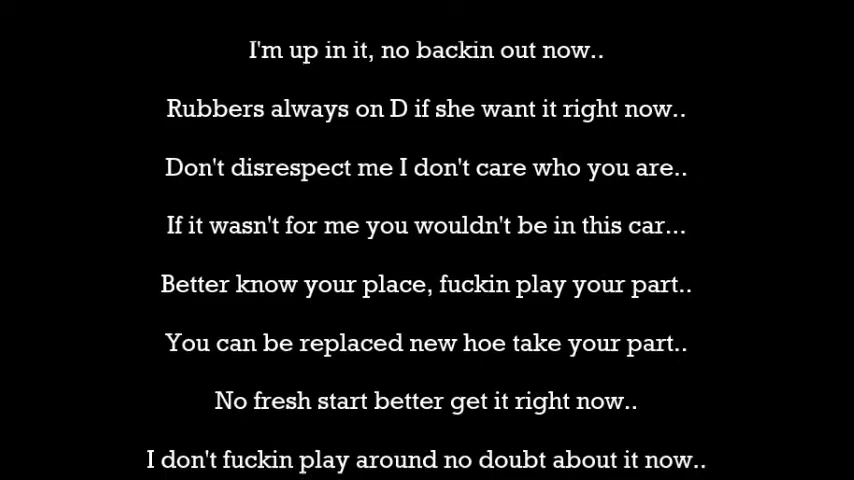 I'm up in it, no backin out now..
Rubbers always on D if she want it right now..
Don't disrespect me I don't care who you are..
If it wasn't for me you wouldn't be in this car...
Better know your place, fuckin play your part..
You can be replaced new hoe take your part..
No fresh start better get it right now..
I don't fuckin play around no doubt about it now..